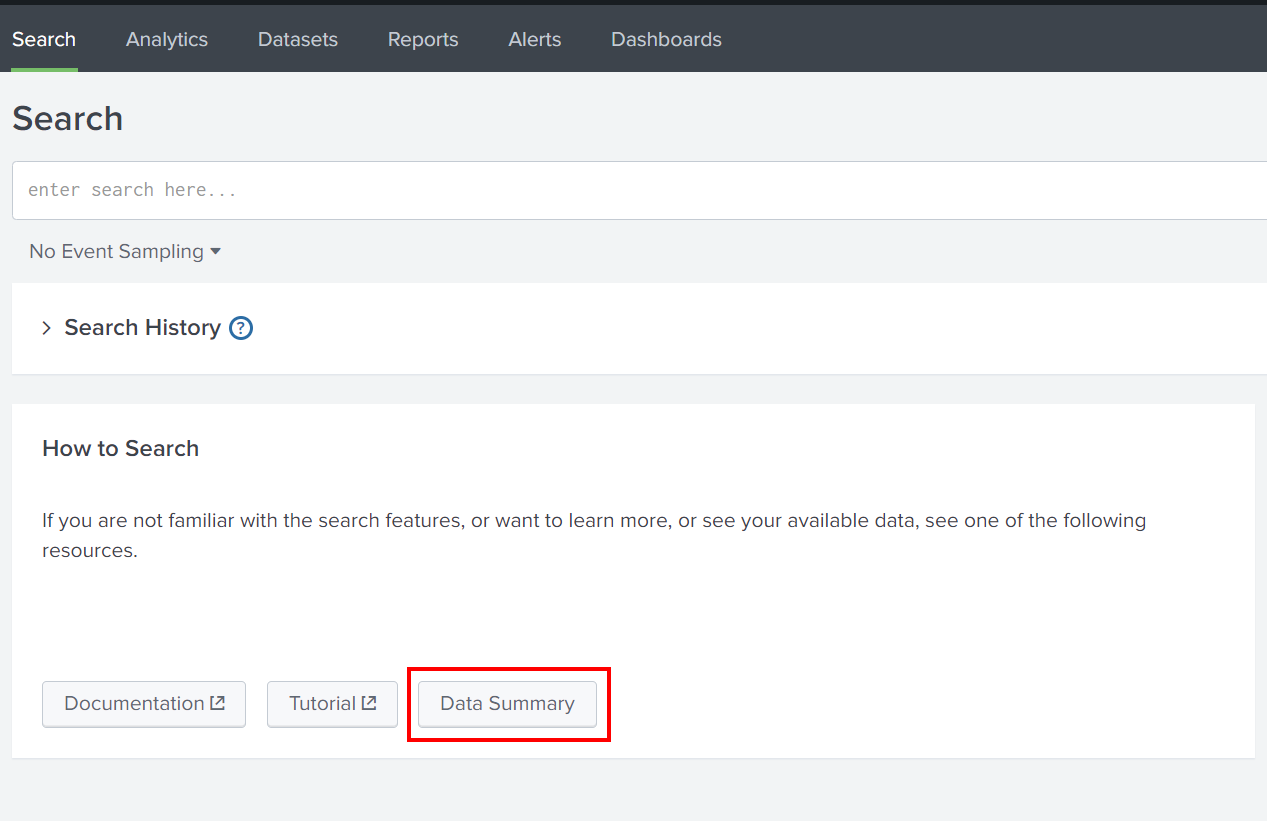 Search Analytics Datasets Reports Alerts Dashboards
Search
enter search here...
No Event Sampling
Search History ?
How to Search
If you are not familiar with the search features, or want to learn more, or see your available data, see one of the following
resources.
Documentation Tutorial Data Summary